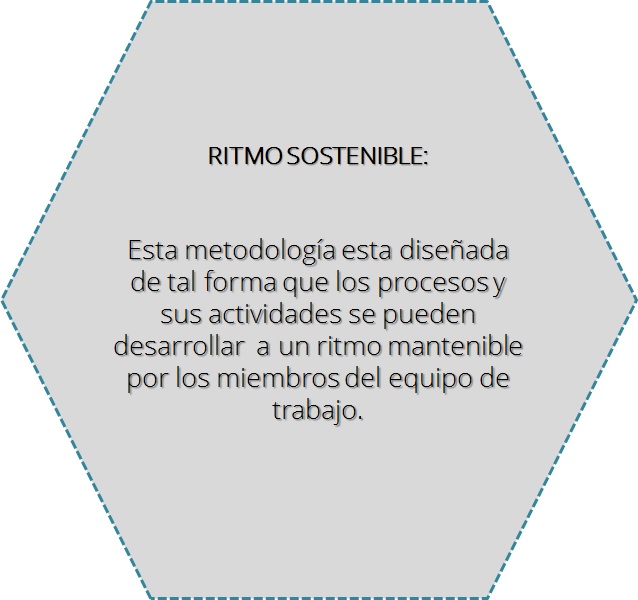 RITMO SOSTENIBLE:
Esta metodología esta diseñada
de tal forma que los procesos y
sus actividades se pueden
desarrollar a un ritmo mantenible
por los miembros del equipo de
trabajo.